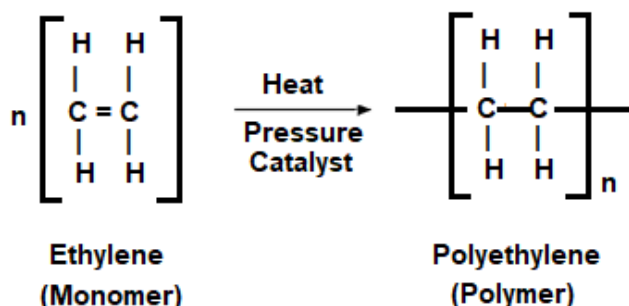 H H H H
Heat
n C = C C C
Pressure
H H Catalyst H H
n
Ethylene Polyethylene
(Monomer) (Polymer)